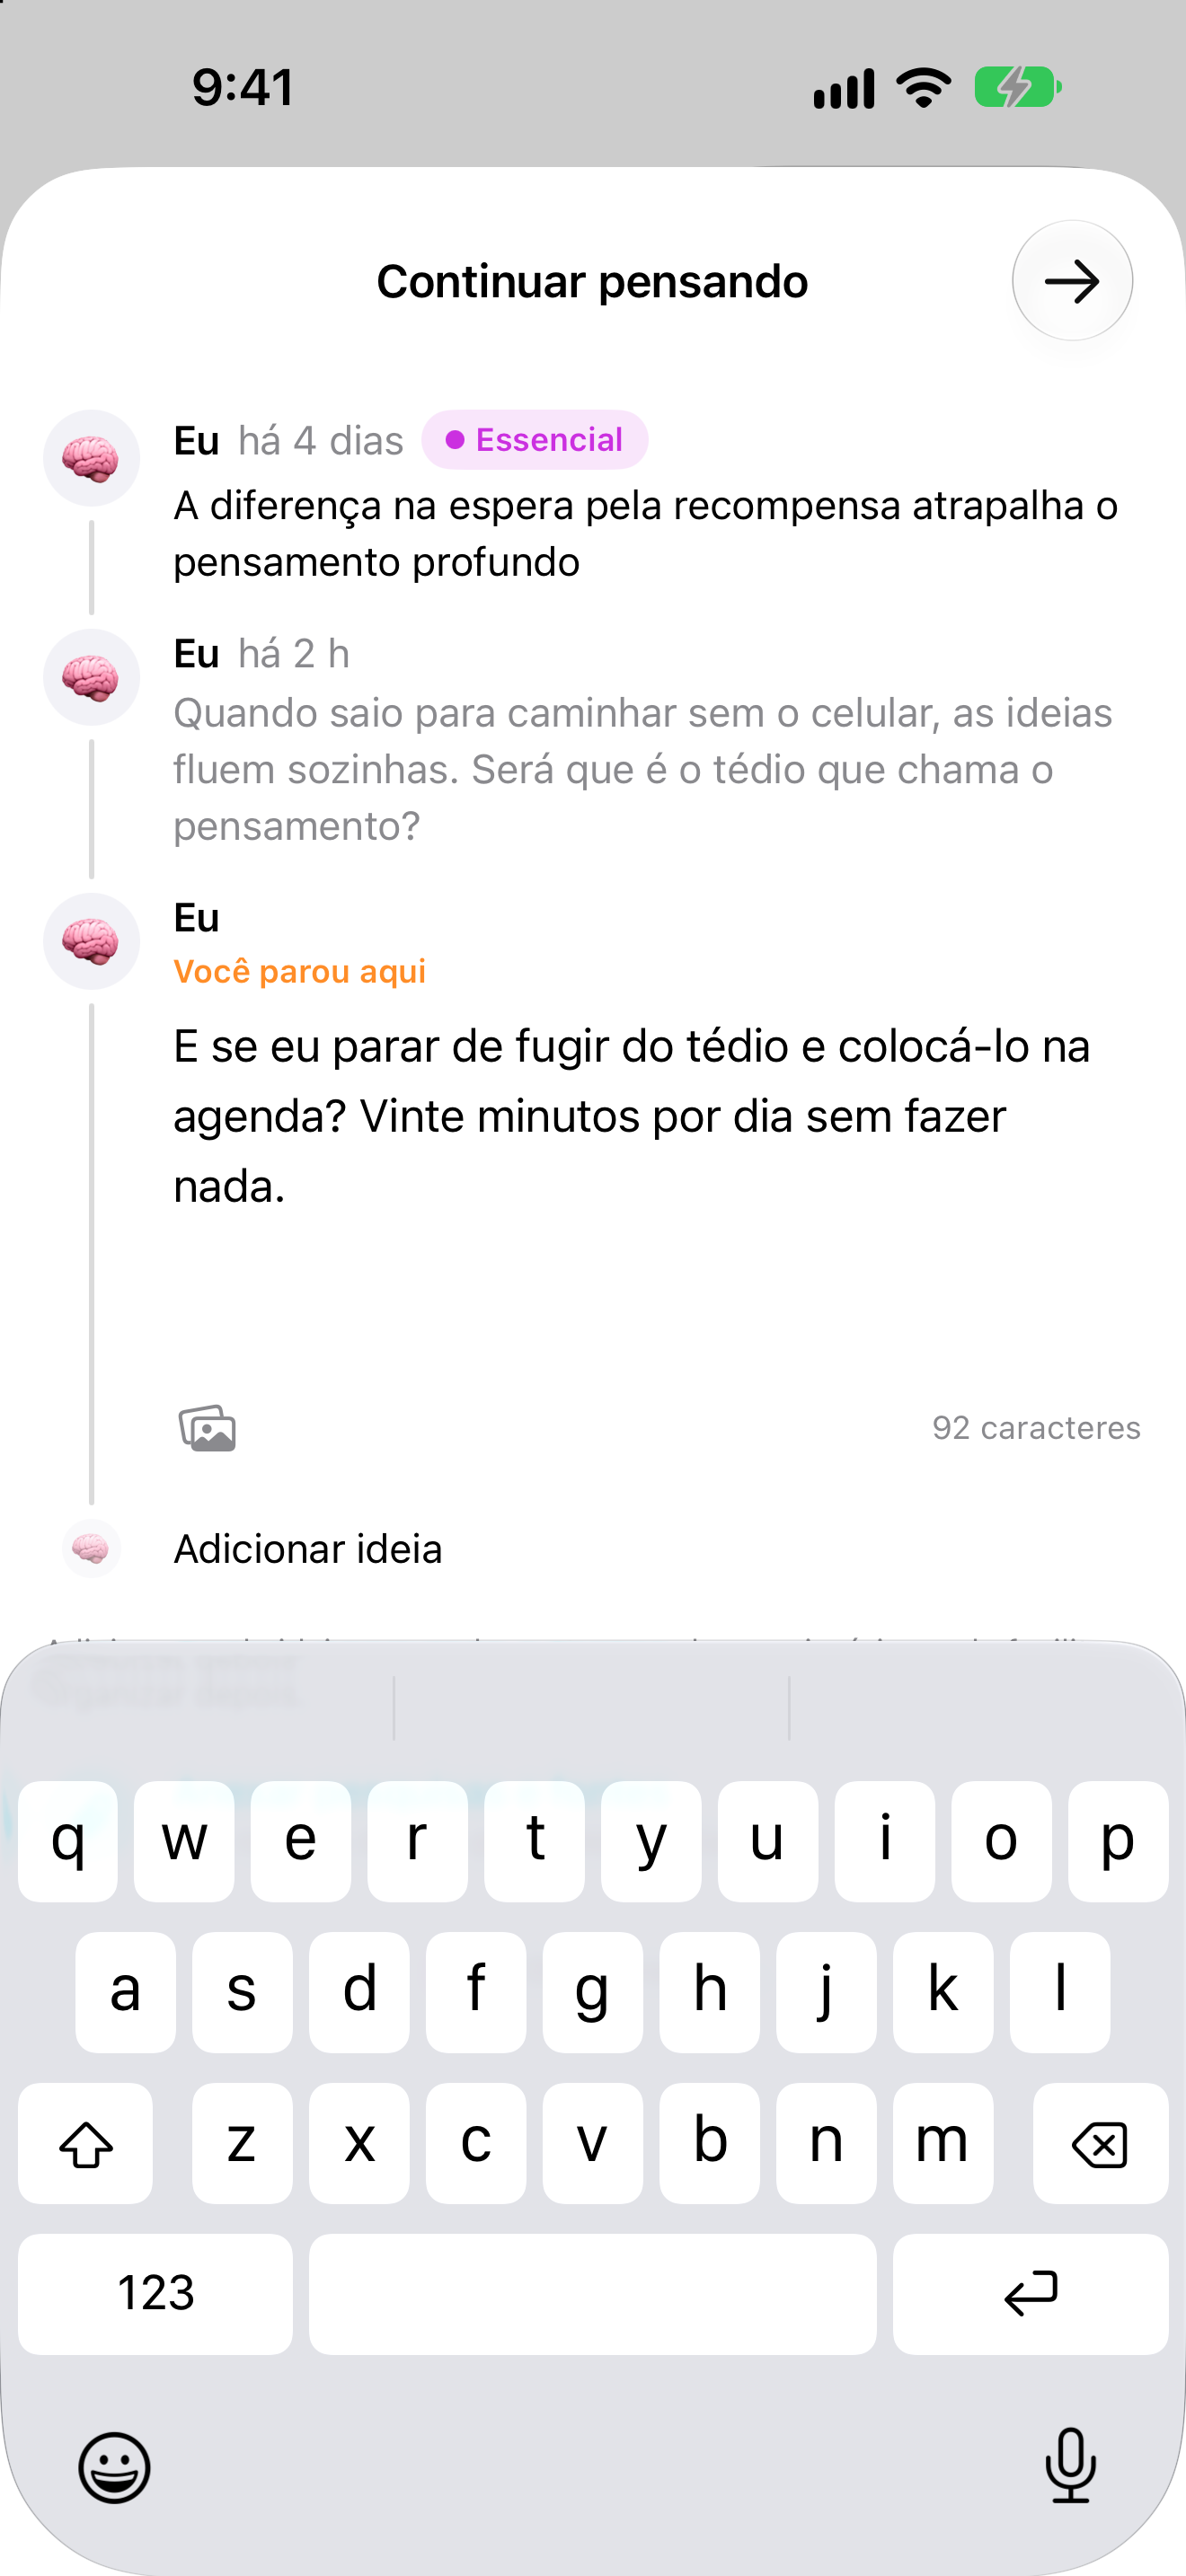 9:41
Continuar pensando
Eu há 4 dias Essencial
A diferença na espera pela recompensa atrapalha o
pensamento profundo
Eu há 2 h
Quando saio para caminhar sem o celular, as ideias
fluem sozinhas. Será que é o tédio que chama o
pensamento?
Eu
Você parou aqui
E se eu parar de fugir do tédio e colocá-lo na
agenda? Vinte minutos por dia sem fazer
nada.
92 caracteres
Adicionar ideia
q w e r t y u i o p
a s d f g h j k l
z x c v b n m
123